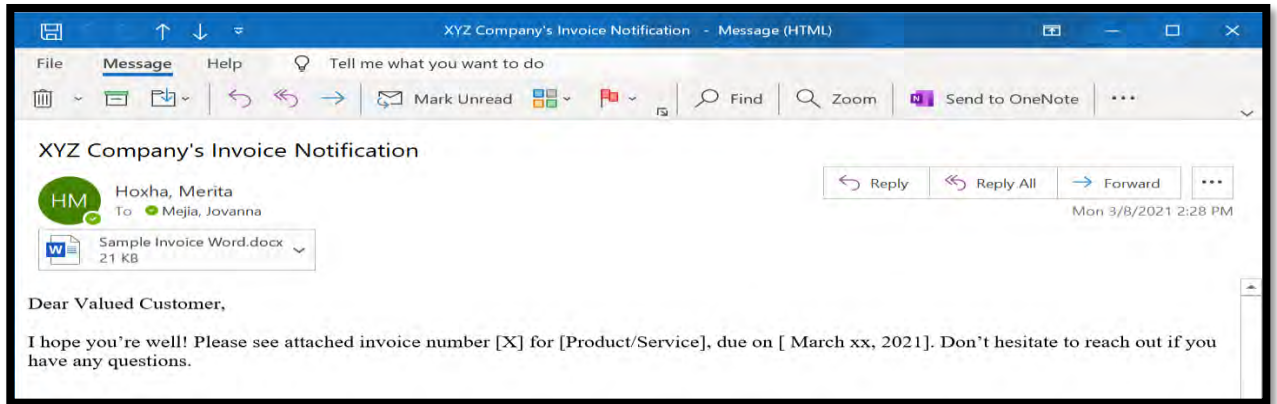 XYZ Company's Invoice Notification - Message (HTML)
File Message Help Tell me what you want to do
Mark Unread Find Zoom N Send to OneNote
XYZ Company's Invoice Notification
HM Hoxha, Merita
To Mejia, Jovanna
Reply Reply All Forward
Mon 3/8/2021 2:28 PM
W Sample Invoice Word.docx
21 KB
Dear Valued Customer,
I hope you’re well! Please see attached invoice number [X] for [Product/Service], due on [ March xx, 2021]. Don’t hesitate to reach out if you
have any questions.